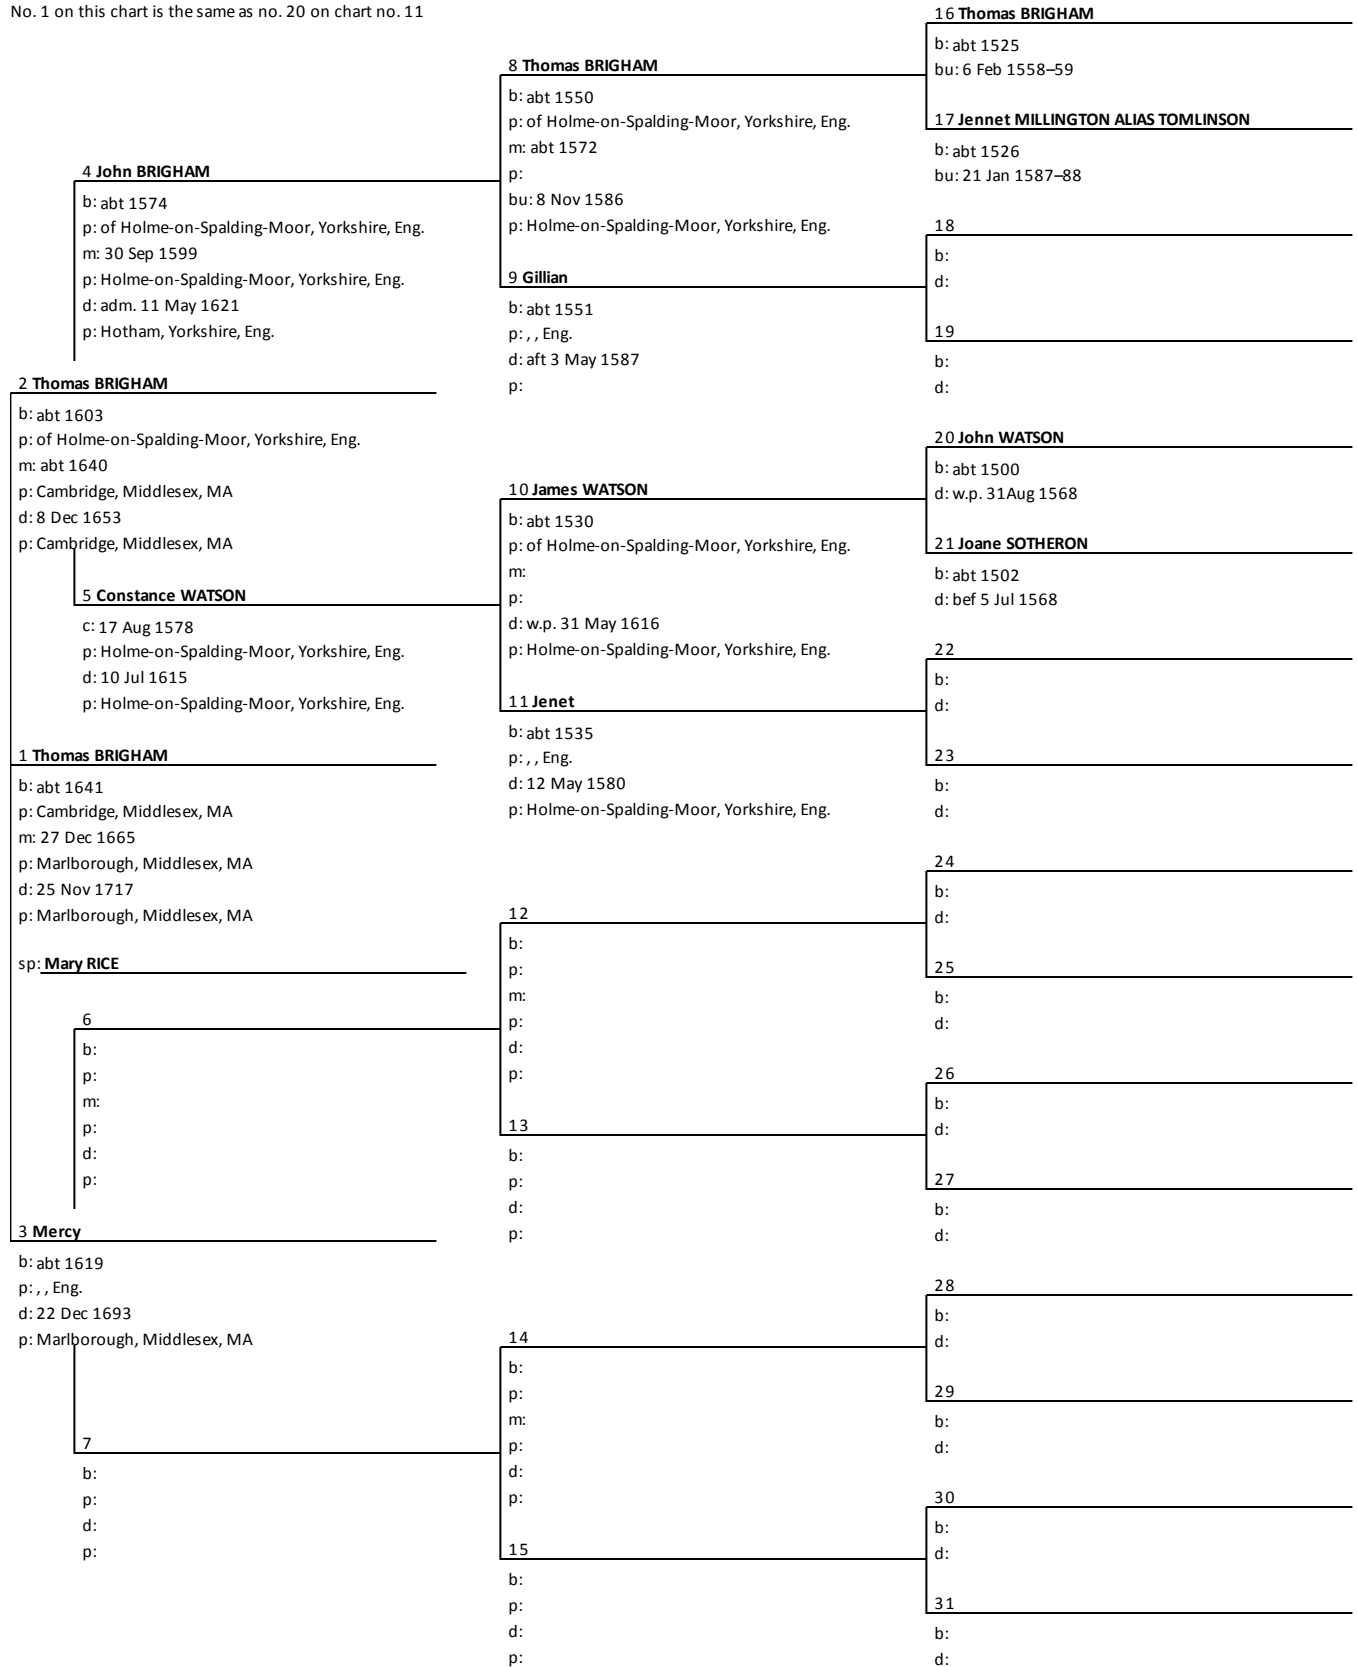 No. 1 on this chart is the same as no. 20 on chart no. 11
16 Thomas BRIGHAM
b: abt 1525
bu: 6 Feb 1558–59
8 Thomas BRIGHAM
b: abt 1550
p: of Holme-on-Spalding-Moor, Yorkshire, Eng.
m: abt 1572
p:
bu: 8 Nov 1586
p: Holme-on-Spalding-Moor, Yorkshire, Eng.
17 Jennet MILLINGTON ALIAS TOMLINSON
b: abt 1526
bu: 21 Jan 1587–88
4 John BRIGHAM
b: abt 1574
p: of Holme-on-Spalding-Moor, Yorkshire, Eng.
m: 30 Sep 1599
p: Holme-on-Spalding-Moor, Yorkshire, Eng.
d: adm. 11 May 1621
p: Hotham, Yorkshire, Eng.
18
b:
d:
9 Gillian
b: abt 1551
p: , , Eng.
d: aft 3 May 1587
p:
19
b:
d:
2 Thomas BRIGHAM
b: abt 1603
p: of Holme-on-Spalding-Moor, Yorkshire, Eng.
m: abt 1640
p: Cambridge, Middlesex, MA
d: 8 Dec 1653
p: Cambridge, Middlesex, MA
20 John WATSON
b: abt 1500
d: w.p. 31Aug 1568
10 James WATSON
b: abt 1530
p: of Holme-on-Spalding-Moor, Yorkshire, Eng.
m:
p:
d: w.p. 31 May 1616
p: Holme-on-Spalding-Moor, Yorkshire, Eng.
21 Joane SOTHERON
b: abt 1502
d: bef 5 Jul 1568
5 Constance WATSON
c: 17 Aug 1578
p: Holme-on-Spalding-Moor, Yorkshire, Eng.
d: 10 Jul 1615
p: Holme-on-Spalding-Moor, Yorkshire, Eng.
22
b:
d:
11 Jenet
b: abt 1535
p: , , Eng.
d: 12 May 1580
p: Holme-on-Spalding-Moor, Yorkshire, Eng.
23
b:
d:
1 Thomas BRIGHAM
b: abt 1641
p: Cambridge, Middlesex, MA
m: 27 Dec 1665
p: Marlborough, Middlesex, MA
d: 25 Nov 1717
p: Marlborough, Middlesex, MA
sp: Mary RICE
24
b:
d:
12
b:
p:
m:
p:
d:
p:
25
b:
d:
6
b:
p:
m:
p:
d:
p:
26
b:
d:
13
b:
p:
d:
p:
27
b:
d:
3 Mercy
b: abt 1619
p: , , Eng.
d: 22 Dec 1693
p: Marlborough, Middlesex, MA
28
b:
d:
14
b:
p:
m:
p:
d:
p:
29
b:
d:
7
b:
p:
d:
p:
30
b:
d:
15
b:
p:
d:
p:
31
b:
d: